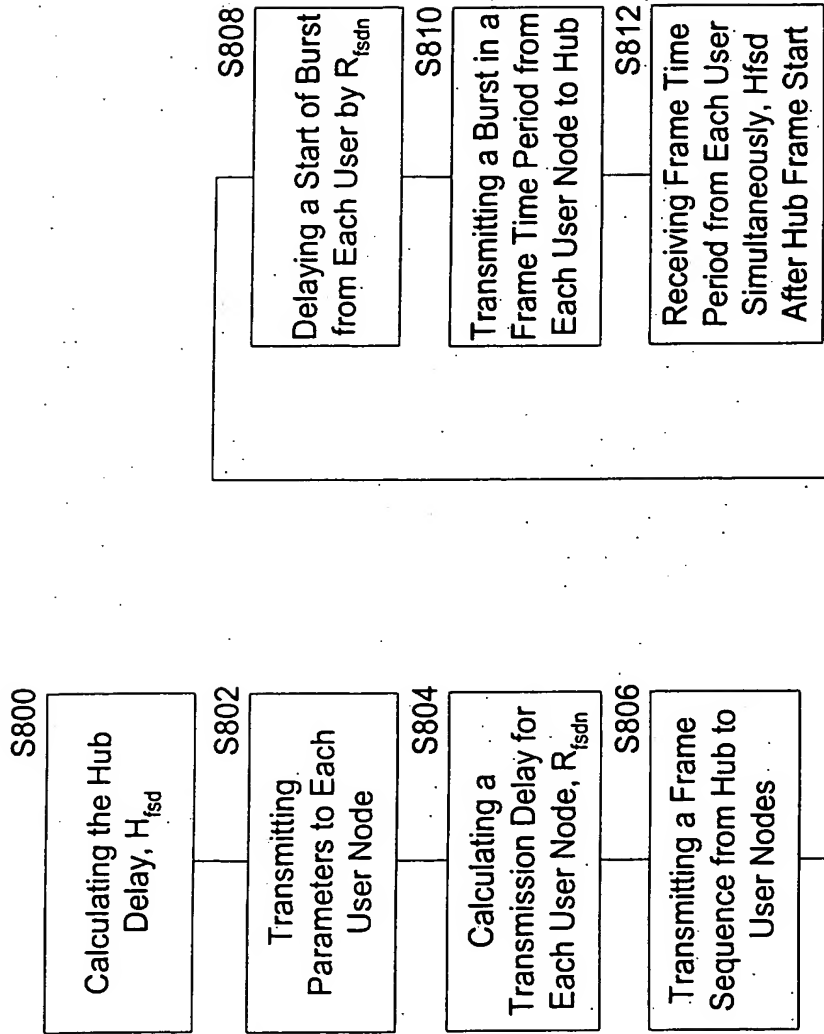 S800
Calculating the Hub
Delay, H_fsd
S802
Transmitting
Parameters to Each
User Node
S804
Calculating a
Transmission Delay for
Each User Node, R_fsdn
S806
Transmitting a Frame
Sequence from Hub to
User Nodes
S808
Delaying a Start of Burst
from Each User by R_fsdn
S810
Transmitting a Burst in a
Frame Time Period from
Each User Node to Hub
S812
Receiving Frame Time
Period from Each User
Simultaneously, Hfsd
After Hub Frame Start